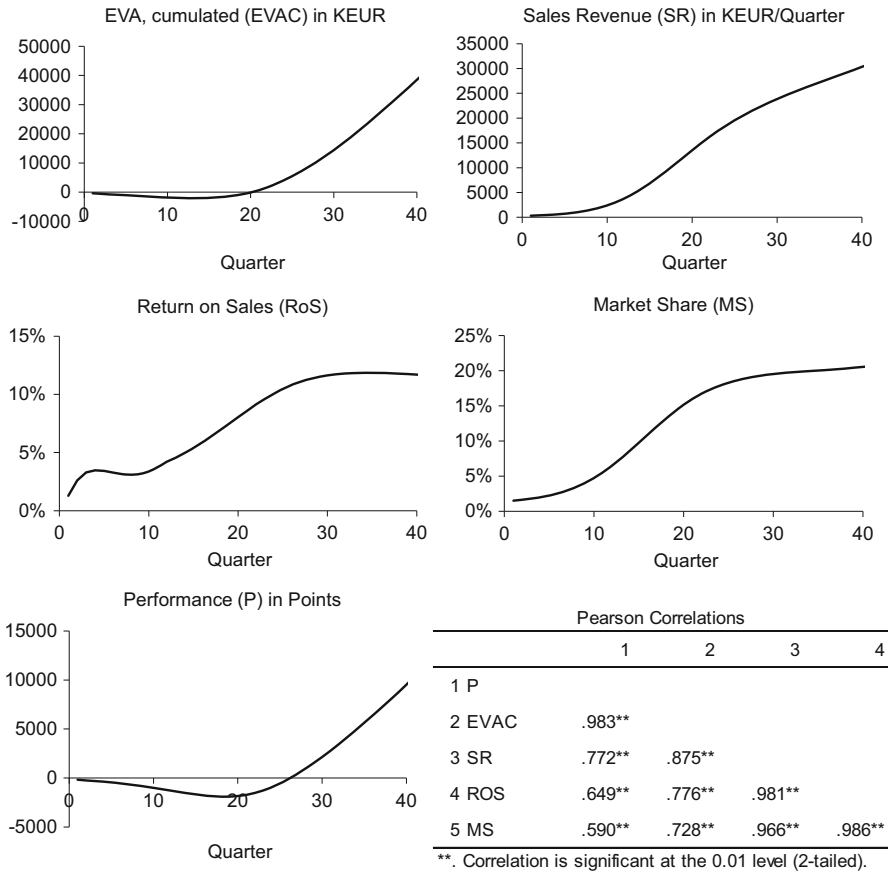 EVA, cumulated (EVAC) in KEUR
50000
40000
30000
20000
10000
0
-10000
0 10 20 30 40
Quarter
Sales Revenue (SR) in KEUR/Quarter
35000
30000
25000
20000
15000
10000
5000
0
0 10 20 30 40
Quarter
Return on Sales (RoS)
15%
10%
5%
0%
0 10 20 30 40
Quarter
Market Share (MS)
25%
20%
15%
10%
5%
0%
0 10 20 30 40
Quarter
Performance (P) in Points
15000
10000
5000
0
-5000
0 10 20 30 40
Quarter
Pearson Correlations
1 2 3 4
1 P
2 EVAC .983**
3 SR .772** .875**
4 ROS .649** .776** .981**
5 MS .590** .728** .966** .986**
**. Correlation is significant at the 0.01 level (2-tailed).